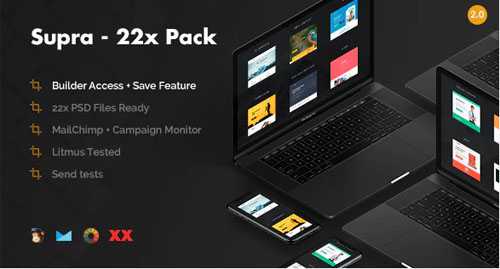 2.0
Supra - 22x Pack
Builder Access + Save Feature
22x PSD Files Ready
MailChimp + Campaign Monitor
Litmus Tested
Send tests
XX